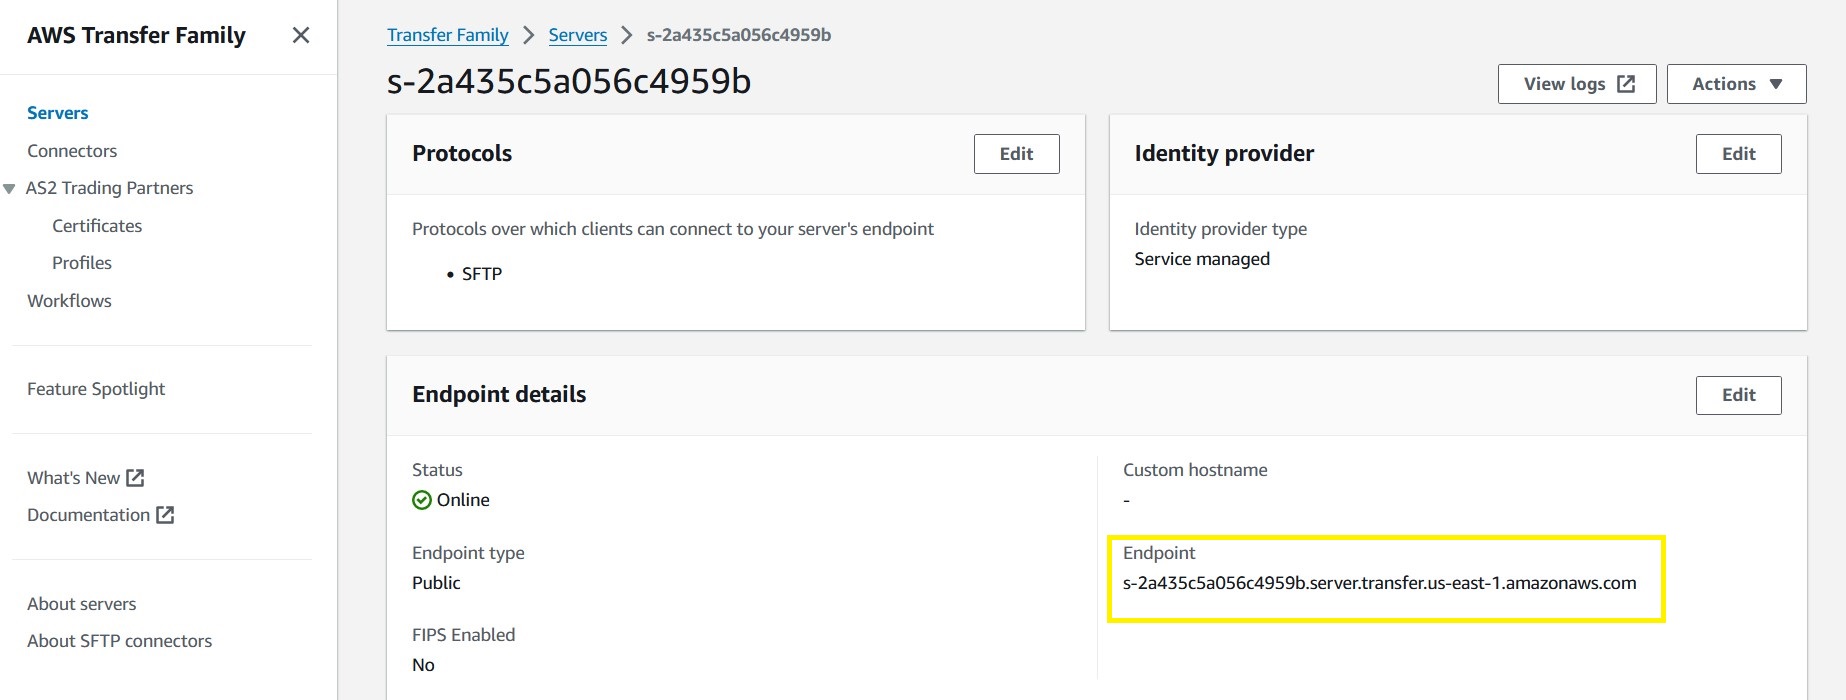 AWS Transfer Family
Servers
Connectors
AS2 Trading Partners
Certificates
Profiles
Workflows
Feature Spotlight
What's New
Documentation
About servers
About SFTP connectors
Transfer Family > Servers > s-2a435c5a056c4959b
s-2a435c5a056c4959b
View logs
Actions
Protocols
Edit
Protocols over which clients can connect to your server's endpoint
• SFTP
Identity provider
Edit
Identity provider type
Service managed
Endpoint details
Edit
Status
Online
Endpoint type
Public
FIPS Enabled
No
Custom hostname
-
Endpoint
s-2a435c5a056c4959b.server.transfer.us-east-1.amazonaws.com